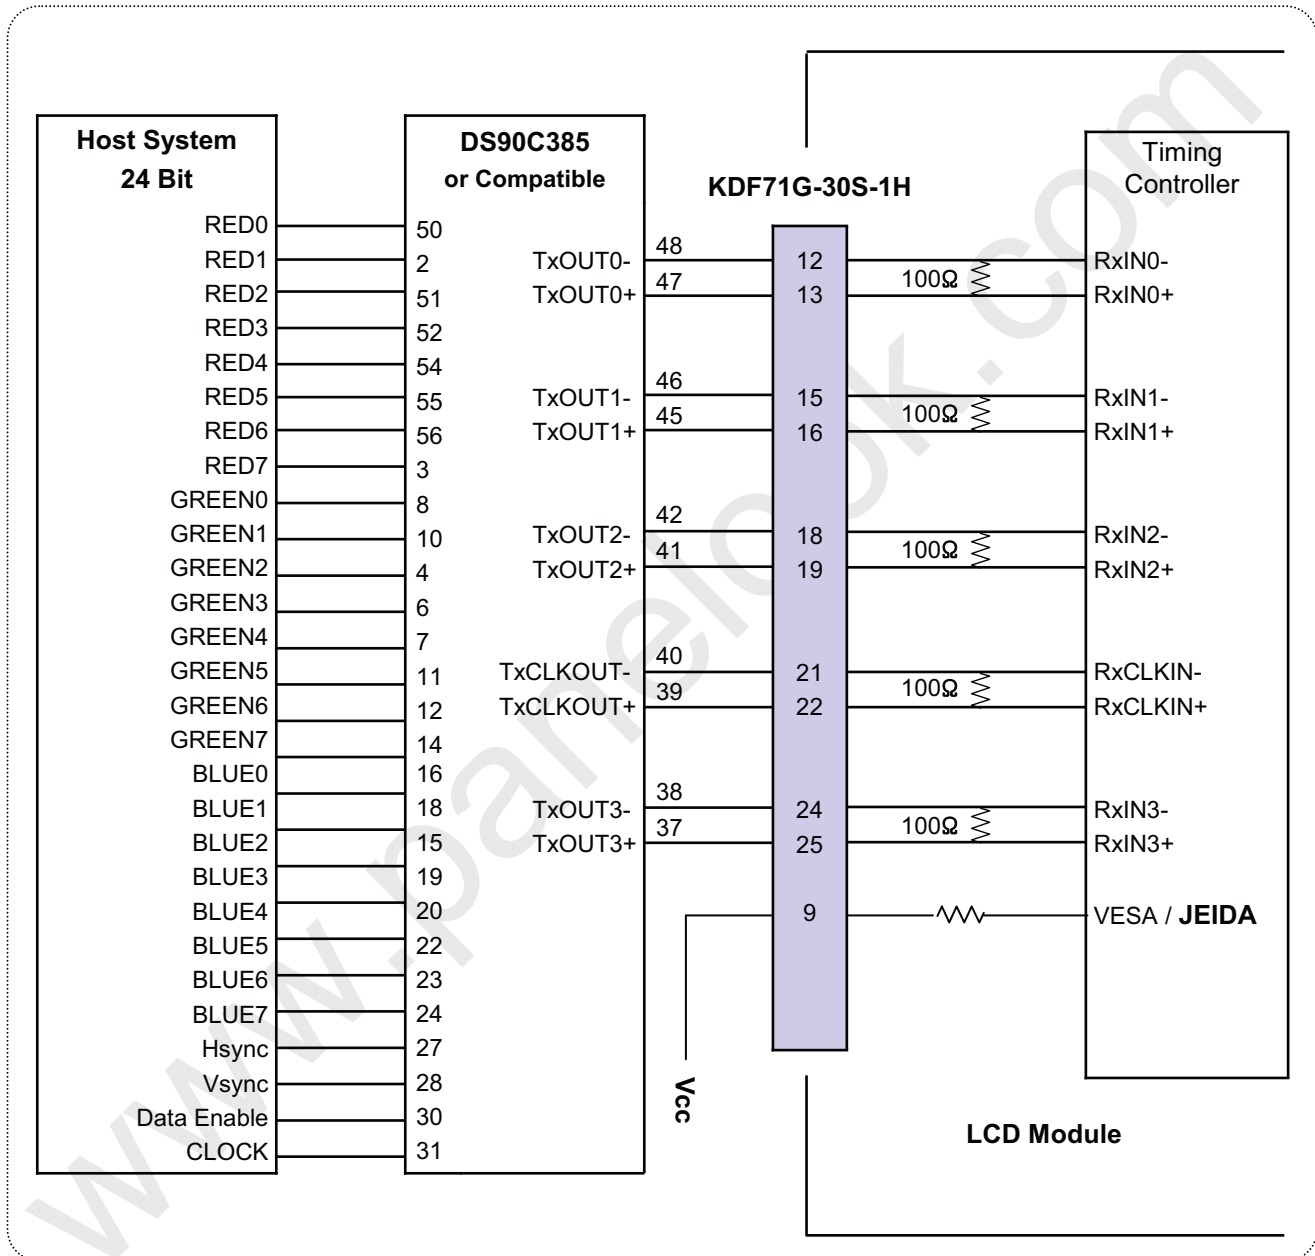 Host System
24 Bit
RED0
RED1
RED2
RED3
RED4
RED5
RED6
RED7
GREEN0
GREEN1
GREEN2
GREEN3
GREEN4
GREEN5
GREEN6
GREEN7
BLUE0
BLUE1
BLUE2
BLUE3
BLUE4
BLUE5
BLUE6
BLUE7
Hsync
Vsync
Data Enable
CLOCK
DS90C385
or Compatible
50
2
51
52
54
55
56
3
8
10
4
6
7
11
12
14
16
18
15
19
20
22
23
24
27
28
30
31
TxOUT0-
TxOUT0+
TxOUT1-
TxOUT1+
TxOUT2-
TxOUT2+
TxCLKOUT-
TxCLKOUT+
TxOUT3-
TxOUT3+
48
47
46
45
42
41
40
39
38
37
Vcc
KDF71G-30S-1H
12
13
15
16
18
19
21
22
24
25
9
100Ω
100Ω
100Ω
100Ω
100Ω
Timing
Controller
RxIN0-
RxIN0+
RxIN1-
RxIN1+
RxIN2-
RxIN2+
RxCLKIN-
RxCLKIN+
RxIN3-
RxIN3+
VESA / JEIDA
LCD Module
www.panelook.com